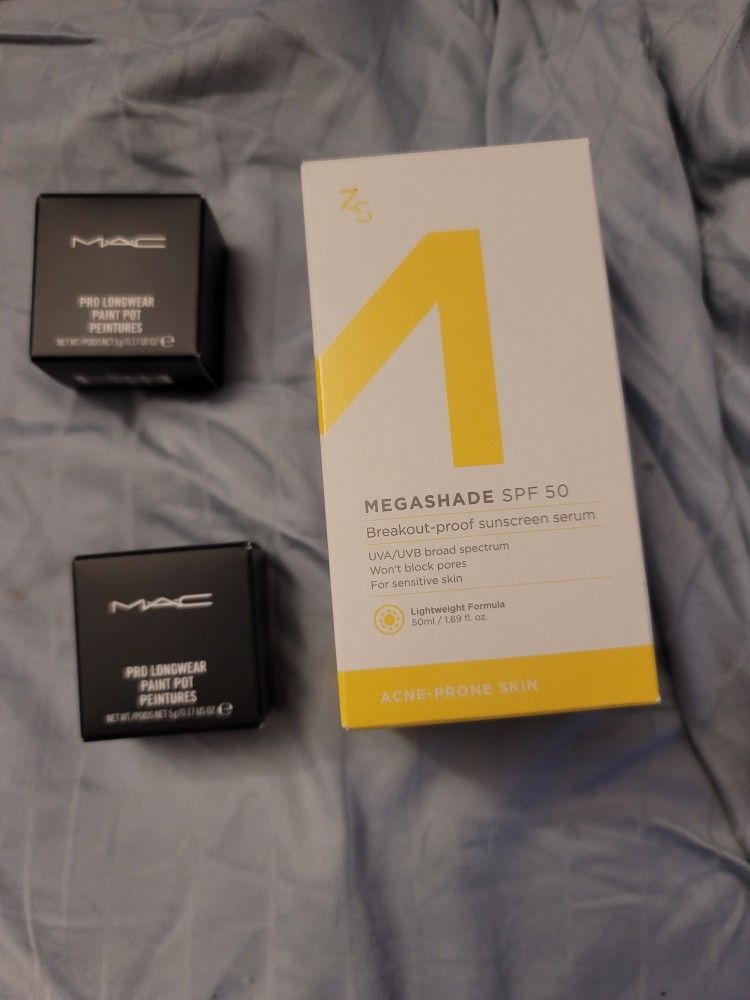 MAC
PRO LONGWEAR
PAINT POT
PEINTURES
NET WT./POIDS NET 5g/0.17 US OZ ℮
MAC
PRO LONGWEAR
PAINT POT
PEINTURES
NET WT./POIDS NET 5g/0.17 US OZ ℮
ZS
MEGASHADE SPF 50
Breakout-proof sunscreen serum
UVA/UVB broad spectrum
Won't block pores
For sensitive skin
Lightweight Formula
50ml / 1.69 fl. oz.
ACNE-PRONE SKIN